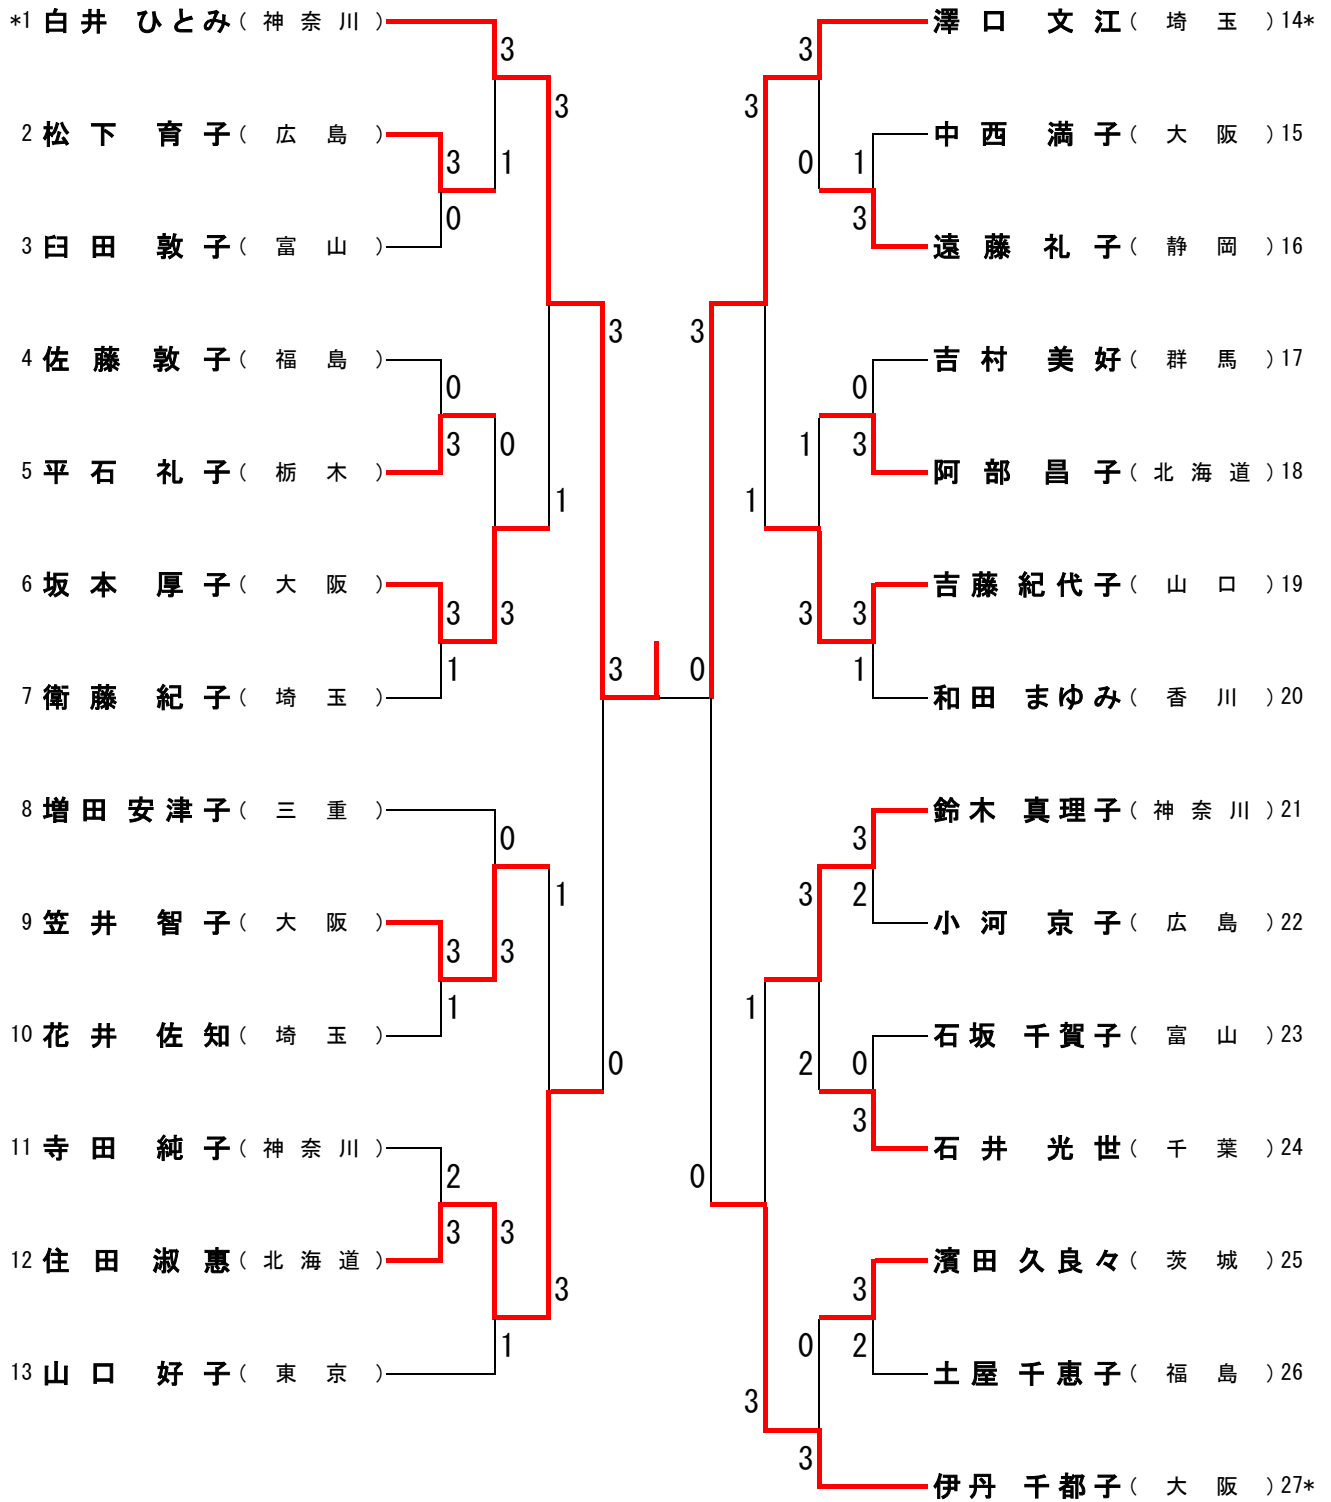 *1 白井 ひとみ(神奈川)
3
3
2 松下 育子(広島)
3
1
0
3 臼田 敦子(富山)
3
4 佐藤 敦子(福島)
0
3
0
5 平石 礼子(栃木)
1
6 坂本 厚子(大阪)
3
3
1
7 衛藤 紀子(埼玉)
3
8 増田 安津子(三重)
0
1
9 笠井 智子(大阪)
3
3
1
10 花井 佐知(埼玉)
0
11 寺田 純子(神奈川)
2
3
3
12 住田 淑惠(北海道)
3
1
13 山口 好子(東京)
澤口 文江(埼玉)14*
3
3
中西 満子(大阪)15
1
0
3
遠藤 礼子(静岡)16
3
吉村 美好(群馬)17
0
1
3
阿部 昌子(北海道)18
1
吉藤 紀代子(山口)19
3
3
1
和田 まゆみ(香川)20
0
鈴木 真理子(神奈川)21
3
3
2
小河 京子(広島)22
1
石坂 千賀子(富山)23
2
0
3
石井 光世(千葉)24
0
濱田 久良々(茨城)25
3
0
2
土屋 千恵子(福島)26
3
3
伊丹 千都子(大阪)27*